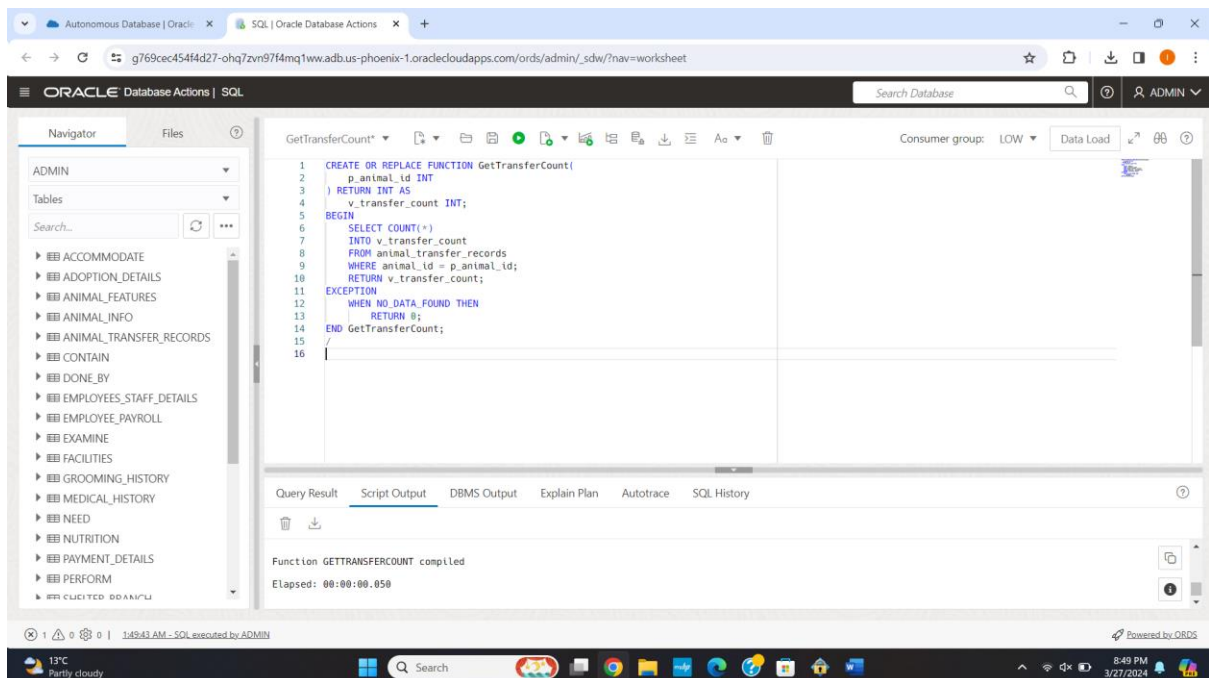 Autonomous Database | Oracle
SQL | Oracle Database Actions
g769cec454f4d27-ohq7zvn97f4mq1ww.adb.us-phoenix-1.oraclecloudapps.com/ords/admin/_sdw/?nav=worksheet
ORACLE Database Actions | SQL
Search Database
ADMIN
Navigator
Files
ADMIN
Tables
Search...
ACCOMMODATE
ADOPTION_DETAILS
ANIMAL_FEATURES
ANIMAL_INFO
ANIMAL_TRANSFER_RECORDS
CONTAIN
DONE_BY
EMPLOYEES_STAFF_DETAILS
EMPLOYEE_PAYROLL
EXAMINE
FACILITIES
GROOMING_HISTORY
MEDICAL_HISTORY
NEED
NUTRITION
PAYMENT_DETAILS
PERFORM
SHELTER_BRANCH
GetTransferCount*
Aa
Consumer group: LOW
Data Load
1 CREATE OR REPLACE FUNCTION GetTransferCount(
2 p_animal_id INT
3 ) RETURN INT AS
4 v_transfer_count INT;
5 BEGIN
6 SELECT COUNT(*)
7 INTO v_transfer_count
8 FROM animal_transfer_records
9 WHERE animal_id = p_animal_id;
10 RETURN v_transfer_count;
11 EXCEPTION
12 WHEN NO_DATA_FOUND THEN
13 RETURN 0;
14 END GetTransferCount;
15 /
16
Query Result Script Output DBMS Output Explain Plan Autotrace SQL History
Function GETTRANSFERCOUNT compiled
Elapsed: 00:00:00.050
1 0 0 | 1:49:43 AM - SQL executed by ADMIN
Powered by ORDS
13°C
Partly cloudy
Search
8:49 PM
3/27/2024